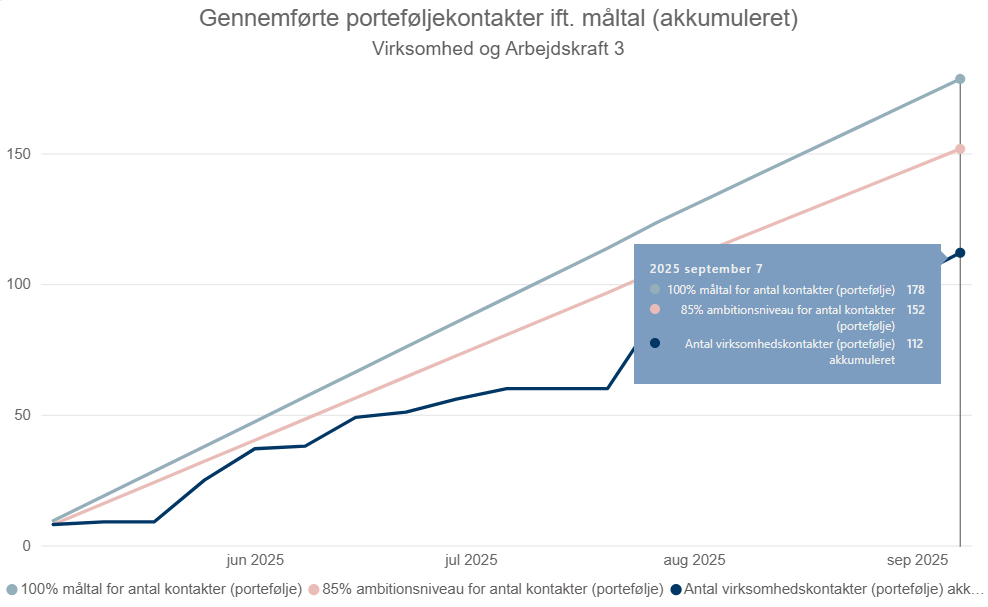 Gennemførte porteføljekontakter ift. måltal (akkumuleret)
Virksomhed og Arbejdskraft 3
150
100
50
0
2025 september 7
100% måltal for antal kontakter (portefølje) 178
85% ambitionsniveau for antal kontakter 152
(portefølje)
Antal virksomhedskontakter (portefølje) 112
akkumuleret
jun 2025 jul 2025 aug 2025 sep 2025
100% måltal for antal kontakter (portefølje) 85% ambitionsniveau for antal kontakter (portefølje) Antal virksomhedskontakter (portefølje) akk...